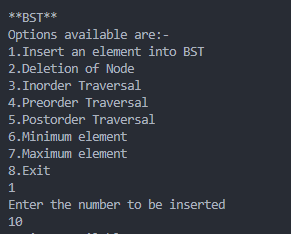 **BST**
Options available are:-
1.Insert an element into BST
2.Deletion of Node
3.Inorder Traversal
4.Preorder Traversal
5.Postorder Traversal
6.Minimum element
7.Maximum element
8.Exit
1
Enter the number to be inserted
10